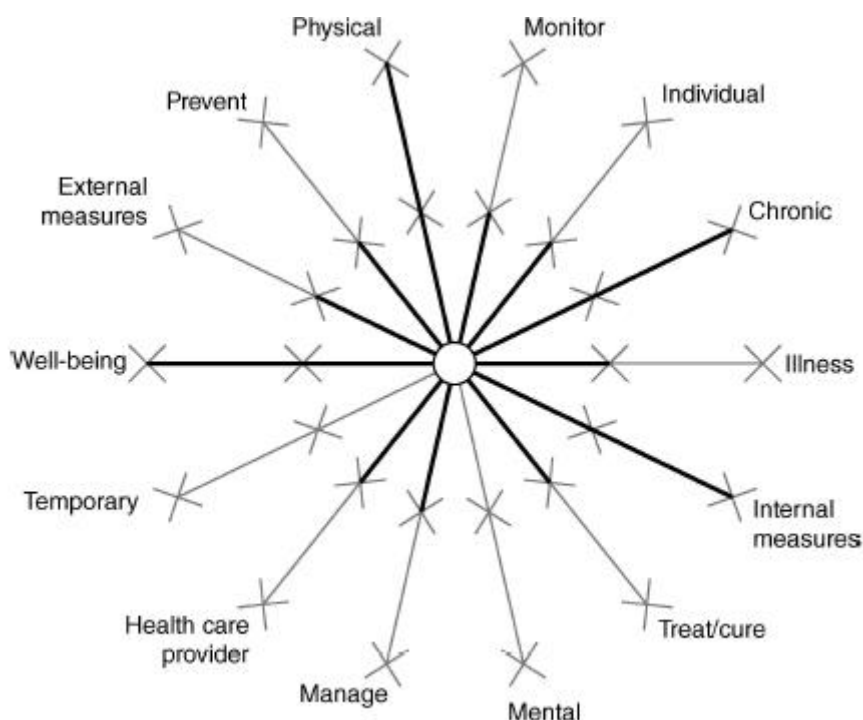 Physical
Monitor
Prevent
Individual
External
measures
Chronic
Well-being
Illness
Temporary
Internal
measures
Health care
provider
Treat/cure
Manage
Mental